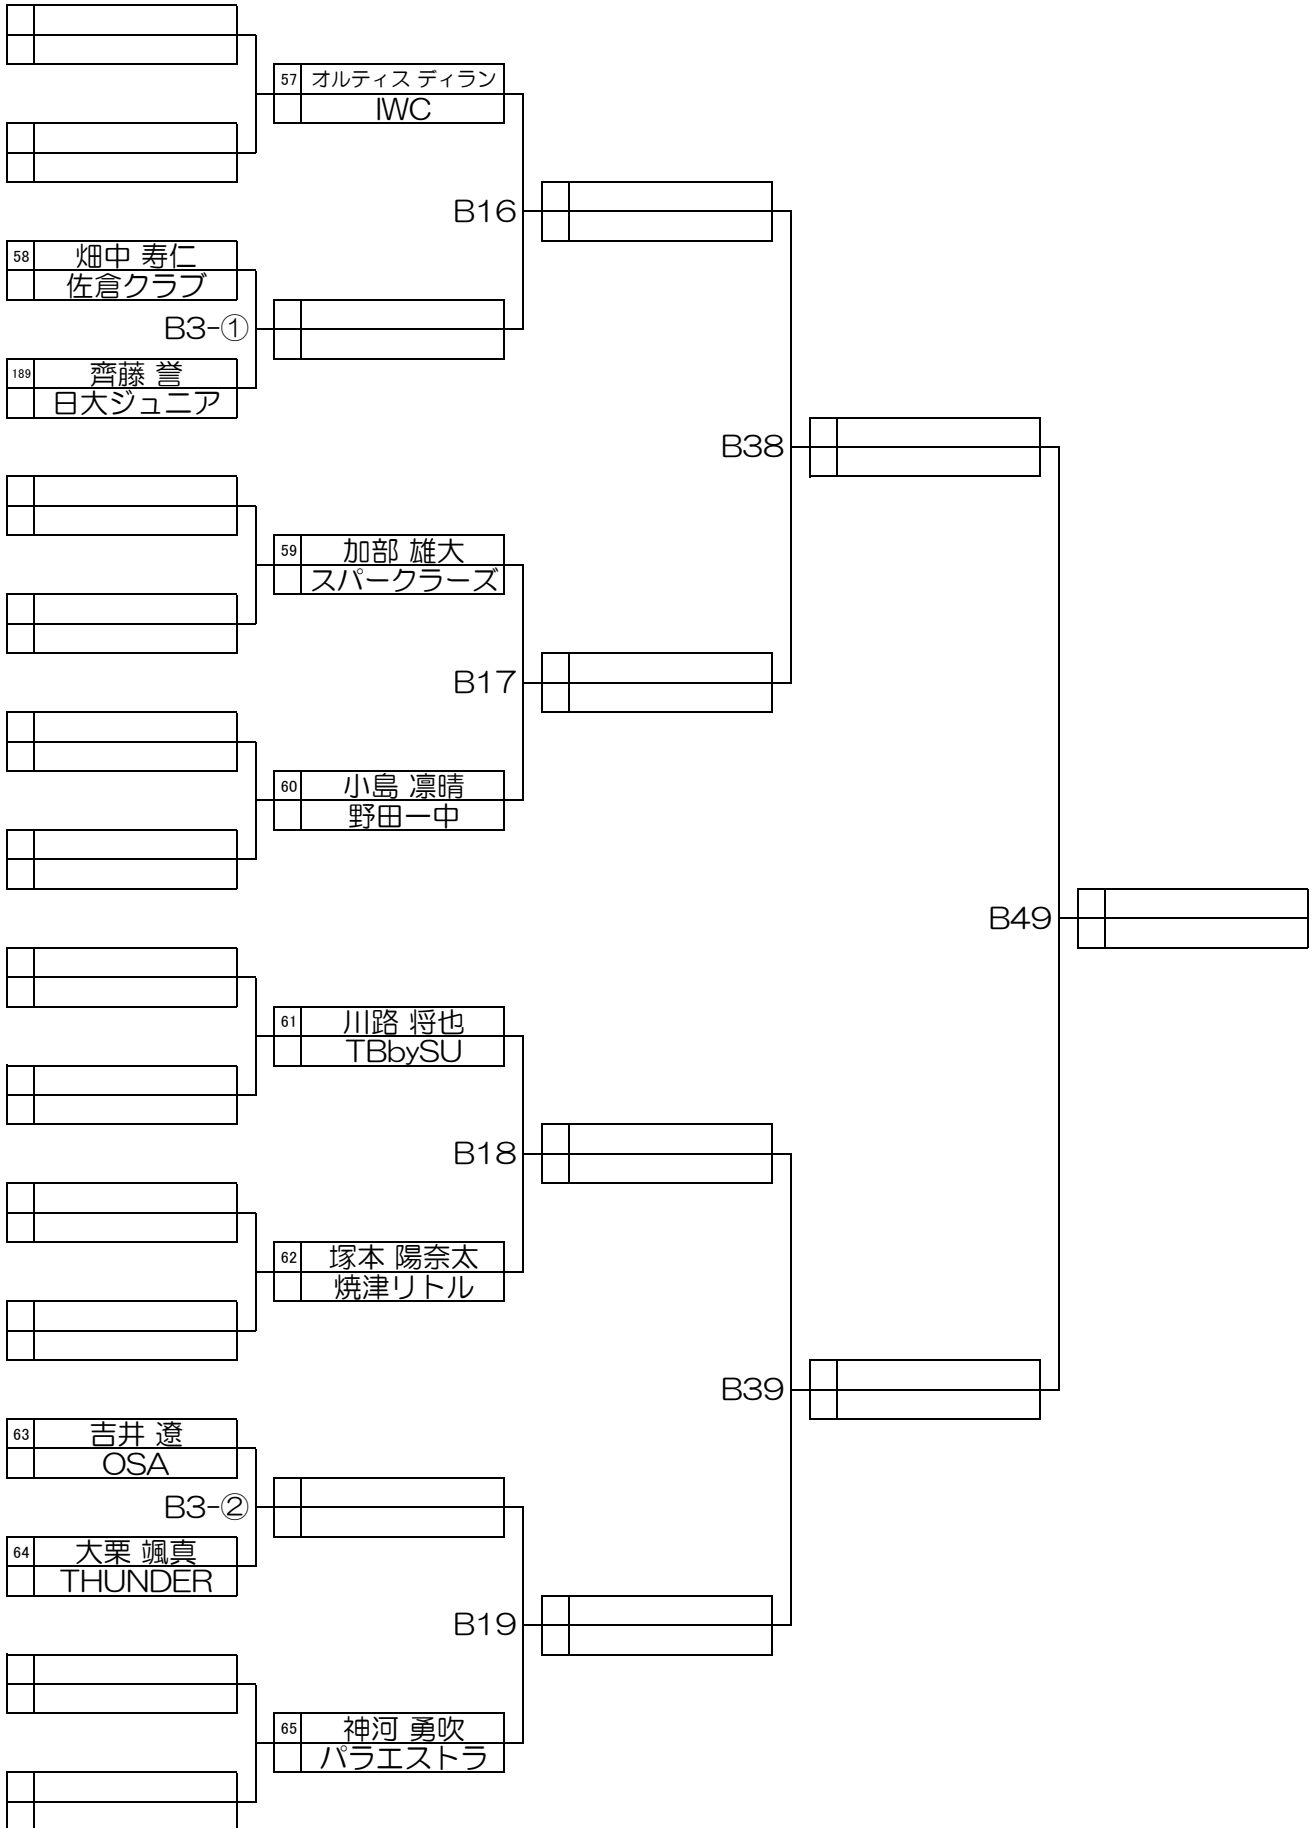 57 オルティス ディラン
IWC
B16
58 畑中 寿仁
佐倉クラブ
B3-①
189 齊藤 誉
日大ジュニア
B38
59 加部 雄大
スパークラーズ
B17
60 小島 凛晴
野田一中
B49
61 川路 将也
TBbySU
B18
62 塚本 陽奈太
焼津リトル
B39
63 吉井 遼
OSA
B3-②
64 大栗 颯真
THUNDER
B19
65 神河 勇吹
パラエストラ